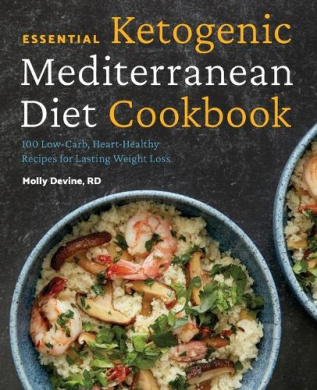 ESSENTIAL Ketogenic
Mediterranean
Diet Cookbook
100 Low-Carb, Heart-Healthy
Recipes for Lasting Weight Loss
Molly Devine, RD